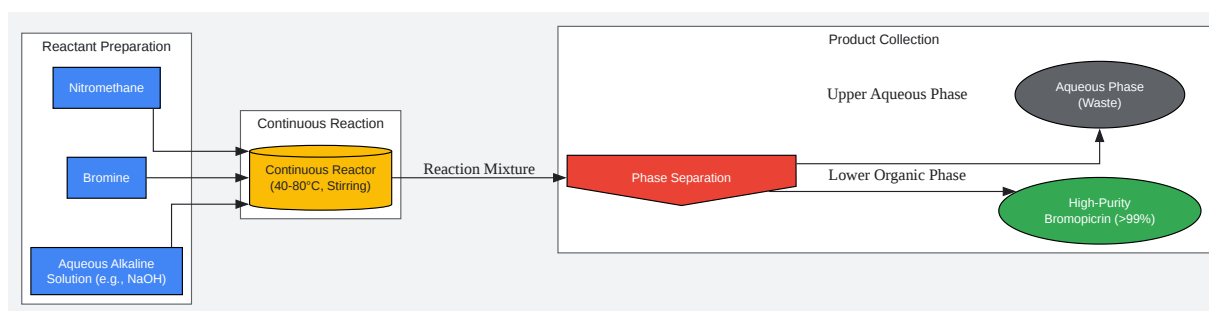 Reactant Preparation
Nitromethane
Bromine
Aqueous Alkaline
Solution (e.g., NaOH)
Continuous Reaction
Continuous Reactor
(40-80°C, Stirring)
Reaction Mixture
Product Collection
Phase Separation
Upper Aqueous Phase
Lower Organic Phase
Aqueous Phase
(Waste)
High-Purity
Bromopicrin (>99%)